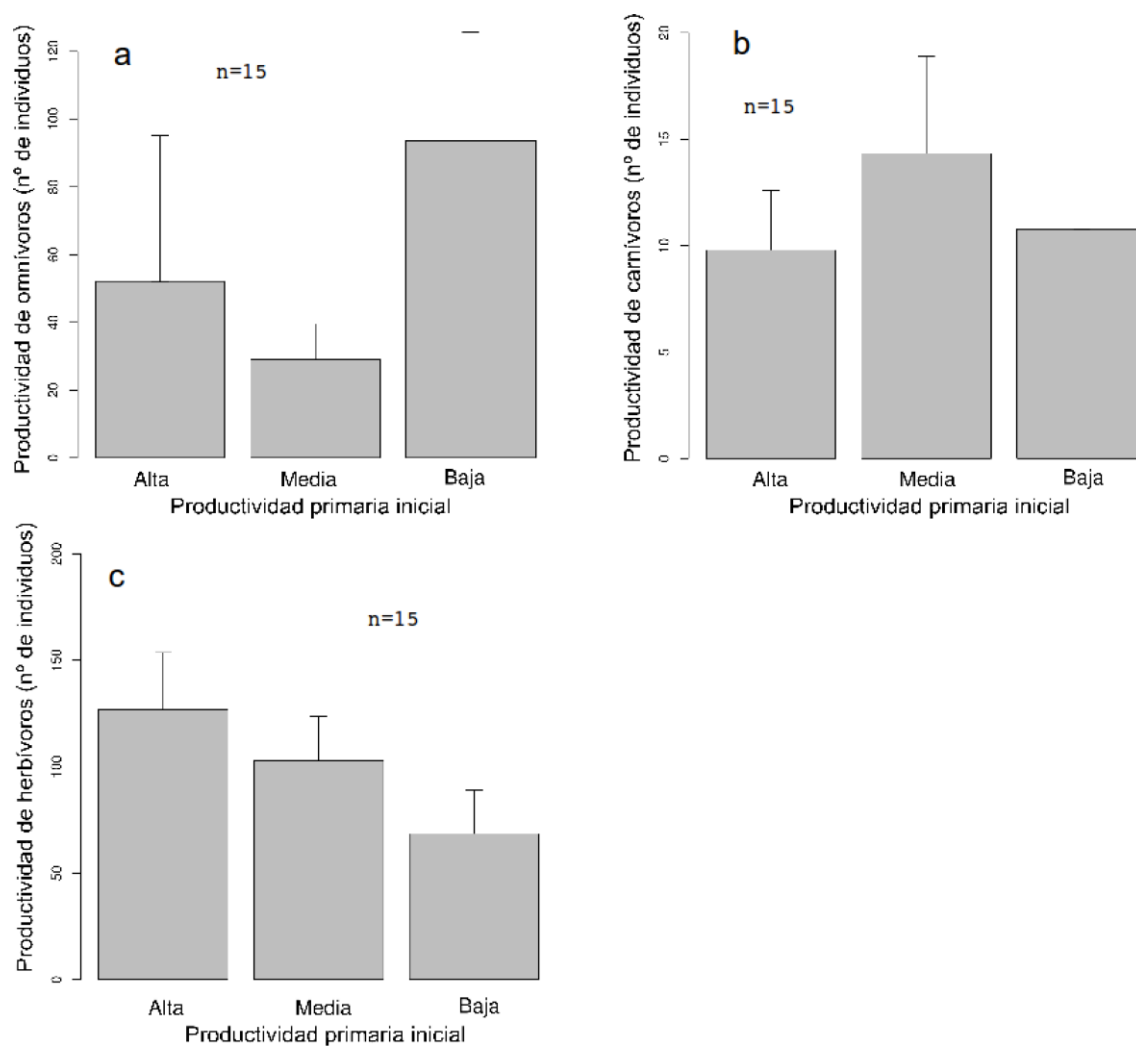 a
n=15
Productividad de omnívoros (nº de individuos)
0
20
40
60
80
100
120
Alta
Media
Baja
Productividad primaria inicial
b
n=15
Productividad de carnívoros (nº de individuos)
0
5
10
15
20
Alta
Media
Baja
Productividad primaria inicial
c
n=15
Productividad de herbívoros (nº de individuos)
0
50
100
150
200
Alta
Media
Baja
Productividad primaria inicial